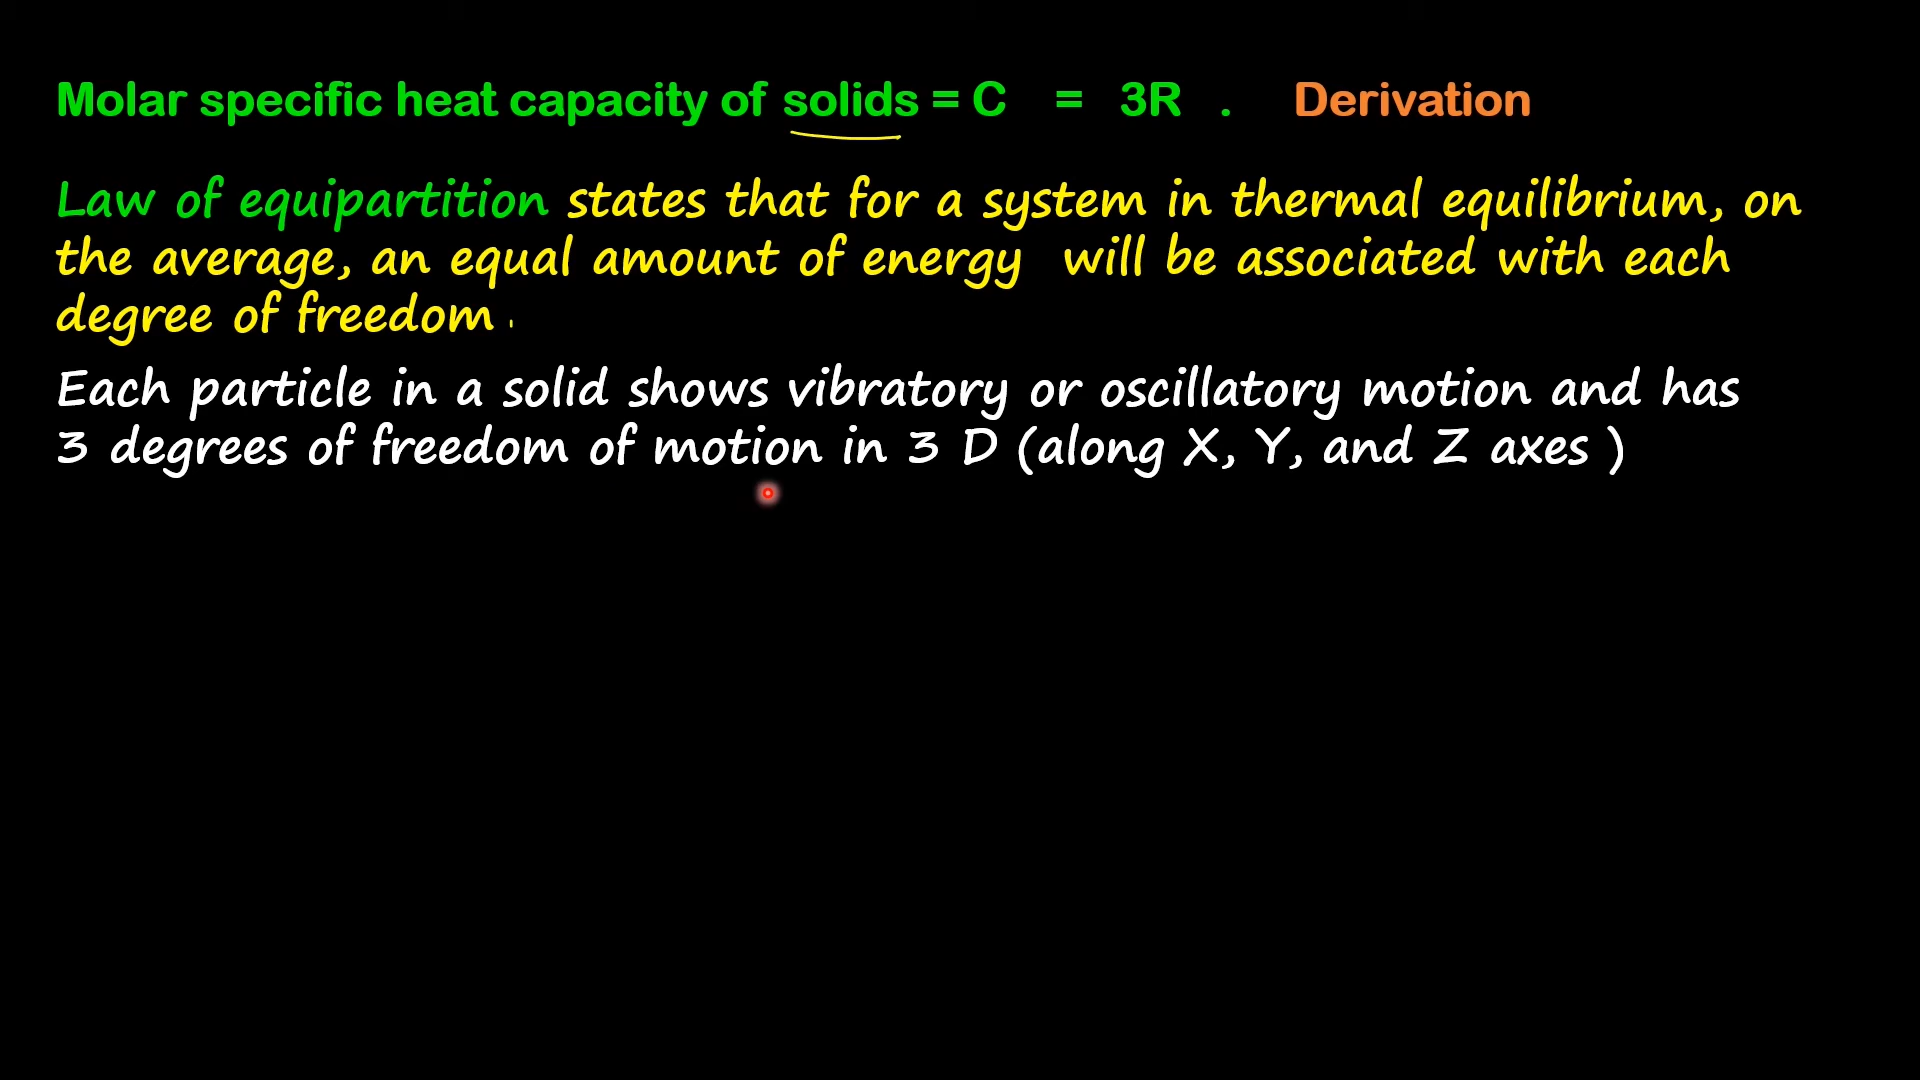 Molar specific heat capacity of solids = C = 3R . Derivation
Law of equipartition states that for a system in thermal equilibrium, on
the average, an equal amount of energy will be associated with each
degree of freedom .
Each particle in a solid shows vibratory or oscillatory motion and has
3 degrees of freedom of motion in 3 D (along X, Y, and Z axes )